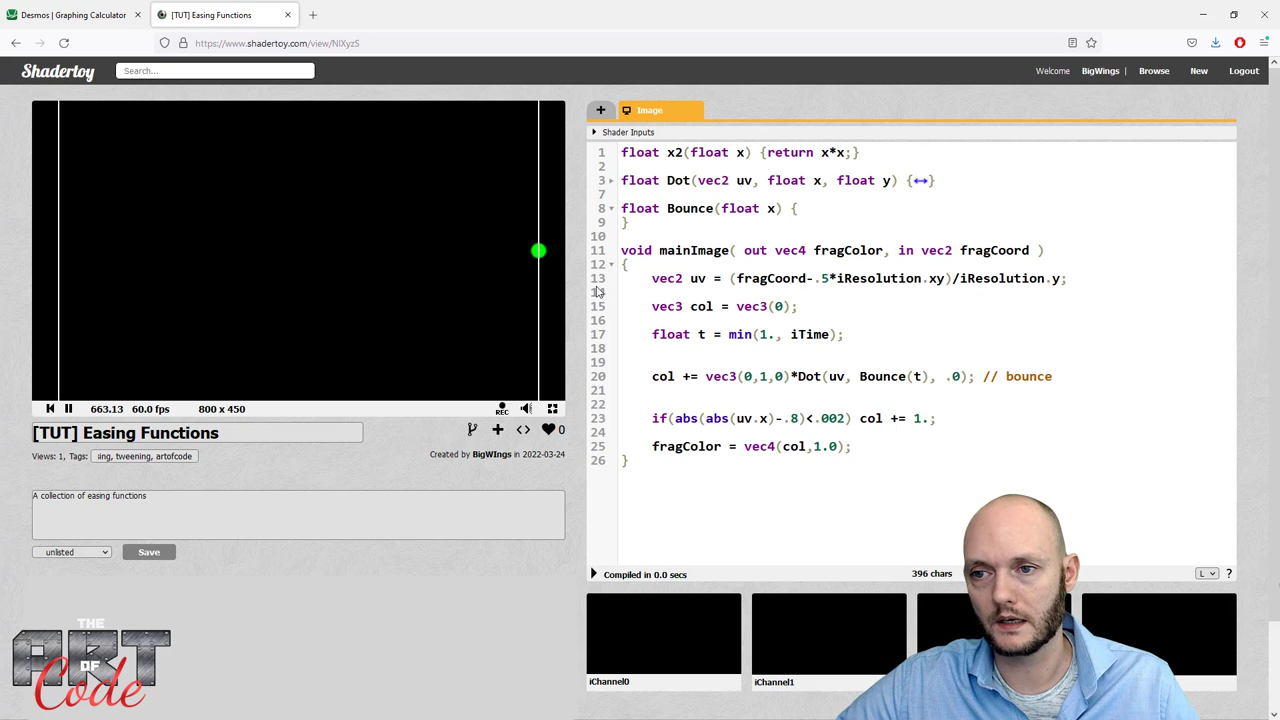 Desmos | Graphing Calculator
[TUT] Easing Functions
https://www.shadertoy.com/view/NlXyzS
Shadertoy
Search...
Welcome BigWings | Browse New Logout
+ Image
Shader Inputs
1 float x2(float x) {return x*x;}
2
3 float Dot(vec2 uv, float x, float y) {↔}
7
8 float Bounce(float x) {
9 }
10
11 void mainImage( out vec4 fragColor, in vec2 fragCoord )
12 {
13 vec2 uv = (fragCoord-.5*iResolution.xy)/iResolution.y;
14
15 vec3 col = vec3(0);
16
17 float t = min(1., iTime);
18
19
20 col += vec3(0,1,0)*Dot(uv, Bounce(t), .0); // bounce
21
22
23 if(abs(abs(uv.x)-.8)<.002) col += 1.;
24
25 fragColor = vec4(col,1.0);
26 }
663.13 60.0 fps 800 x 450 REC
[TUT] Easing Functions
0
Views: 1, Tags: ing, tweening, artofcode
Created by BigWIngs in 2022-03-24
A collection of easing functions
unlisted Save
Compiled in 0.0 secs 396 chars L ?
iChannel0 iChannel1
THE
ART
OF
Code